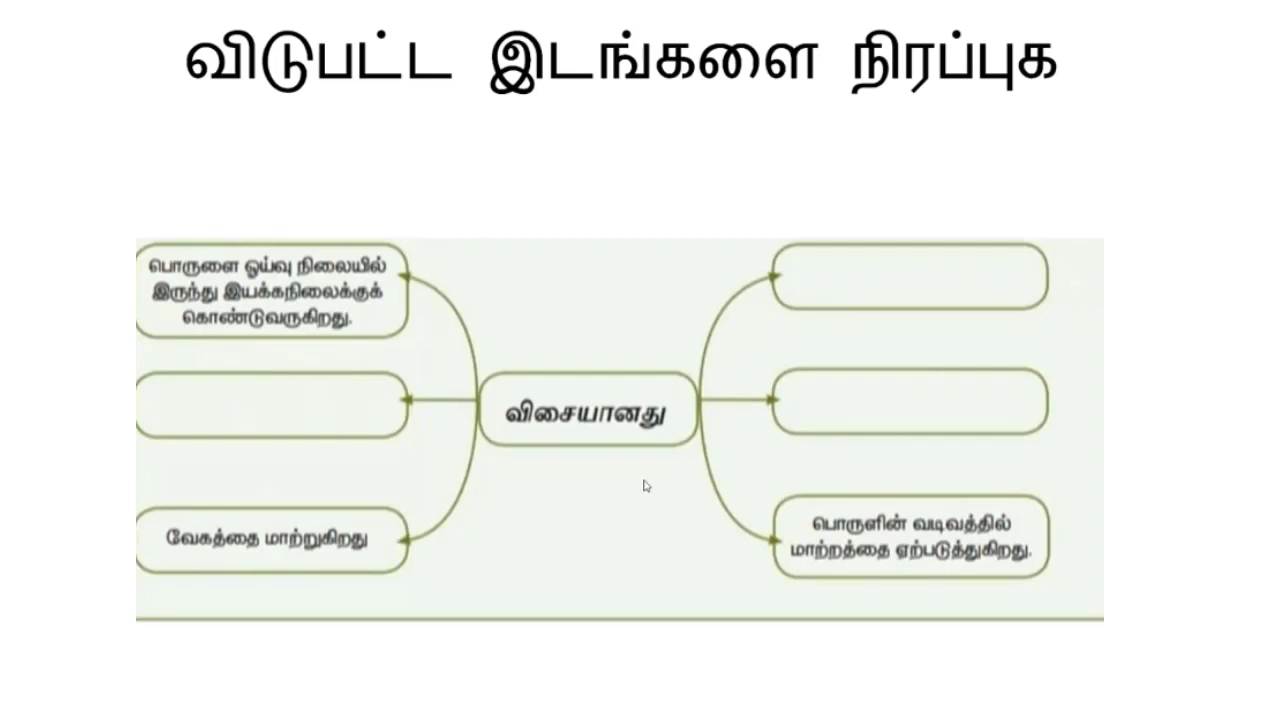 விடுபட்ட இடங்களை நிரப்புக
பொருளை ஓய்வு நிலையில்
இருந்து இயக்கநிலைக்குக்
கொண்டுவருகிறது.
விசையானது
வேகத்தை மாற்றுகிறது
பொருளின் வடிவத்தில்
மாற்றத்தை ஏற்படுத்துகிறது.